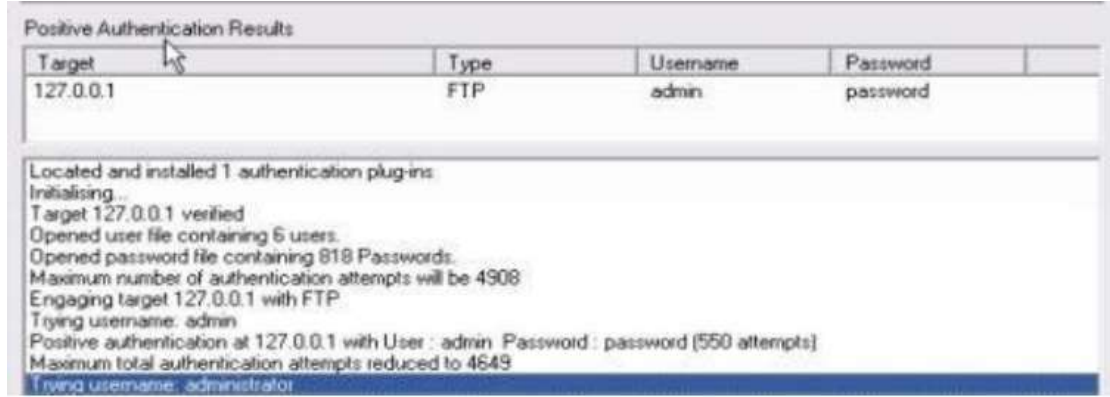 Positive Authentication Results
Target Type Username Password
127.0.0.1 FTP admin password
Located and installed 1 authentication plug-ins
Initialising...
Target 127.0.0.1 verified
Opened user file containing 6 users.
Opened password file containing 818 Passwords.
Maximum number of authentication attempts will be 4908
Engaging target 127.0.0.1 with FTP
Trying username: admin
Positive authentication at 127.0.0.1 with User : admin Password : password (550 attempts)
Maximum total authentication attempts reduced to 4649
Trying username: administrator